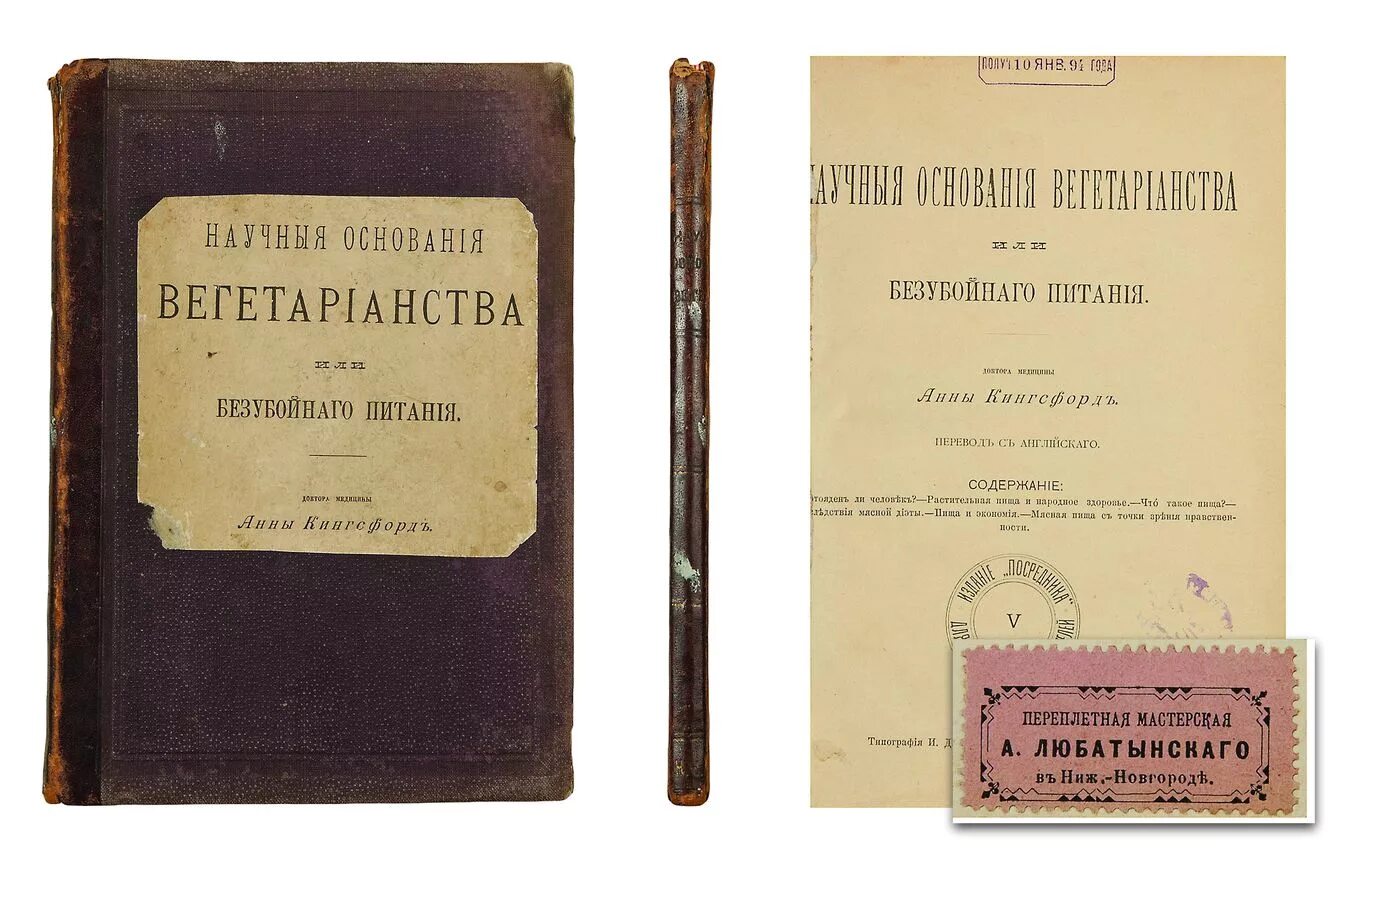 НАУЧНЫЯ ОСНОВАНІЯ
ВЕГЕТАРІАНСТВА
ИЛИ
БЕЗУБОЙНАГО ПИТАНІЯ.
ДОКТОРА МЕДИЦИНЫ
Анны Кингсфордъ.
ПОЛУЧ 10 ЯНВ. 94 ГОДА
НАУЧНЫЯ ОСНОВАНІЯ ВЕГЕТАРІАНСТВА
ИЛИ
БЕЗУБОЙНАГО ПИТАНІЯ.
ДОКТОРА МЕДИЦИНЫ
Анны Кингсфордъ.
ПЕРЕВОДЪ СЪ АНГЛІЙСКАГО.
СОДЕРЖАНІЕ:
отояденъ ли человѣкъ?—Растительная пища и народное здоровье.—Что́ такое пища?—
лѣдствія мясной діэты.—Пища и экономія.—Мясная пища съ точки зрѣнія нравствен-
ности.
ИЗДАНІЕ „ПОСРЕДНИКА“
V
Типографія И. Д
ПЕРЕПЛЕТНАЯ МАСТЕРСКАЯ
А. ЛЮБАТЫНСКАГО
въ Ниж.-Новгородѣ.